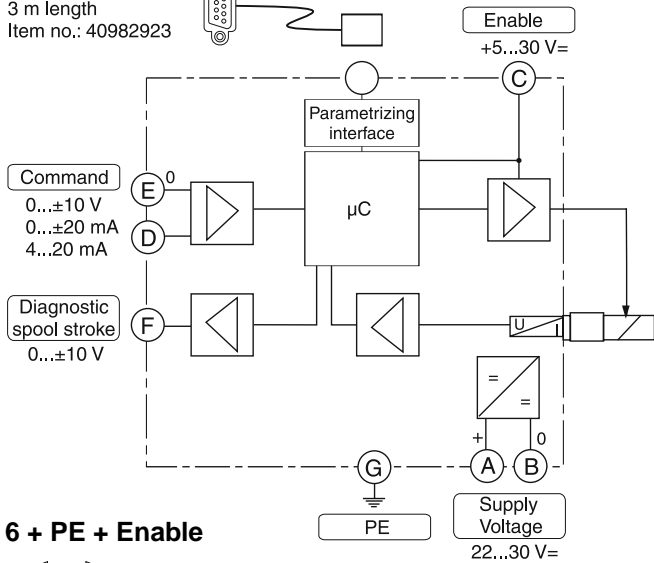 3 m length
Item no.: 40982923
Enable
+5...30 V=
C
Parametrizing
interface
Command
0...±10 V
0...±20 mA
4...20 mA
E
0
D
µC
Diagnostic
spool stroke
0...±10 V
F
U
I
=
=
+
0
A
B
G
PE
Supply
Voltage
22...30 V=
6 + PE + Enable